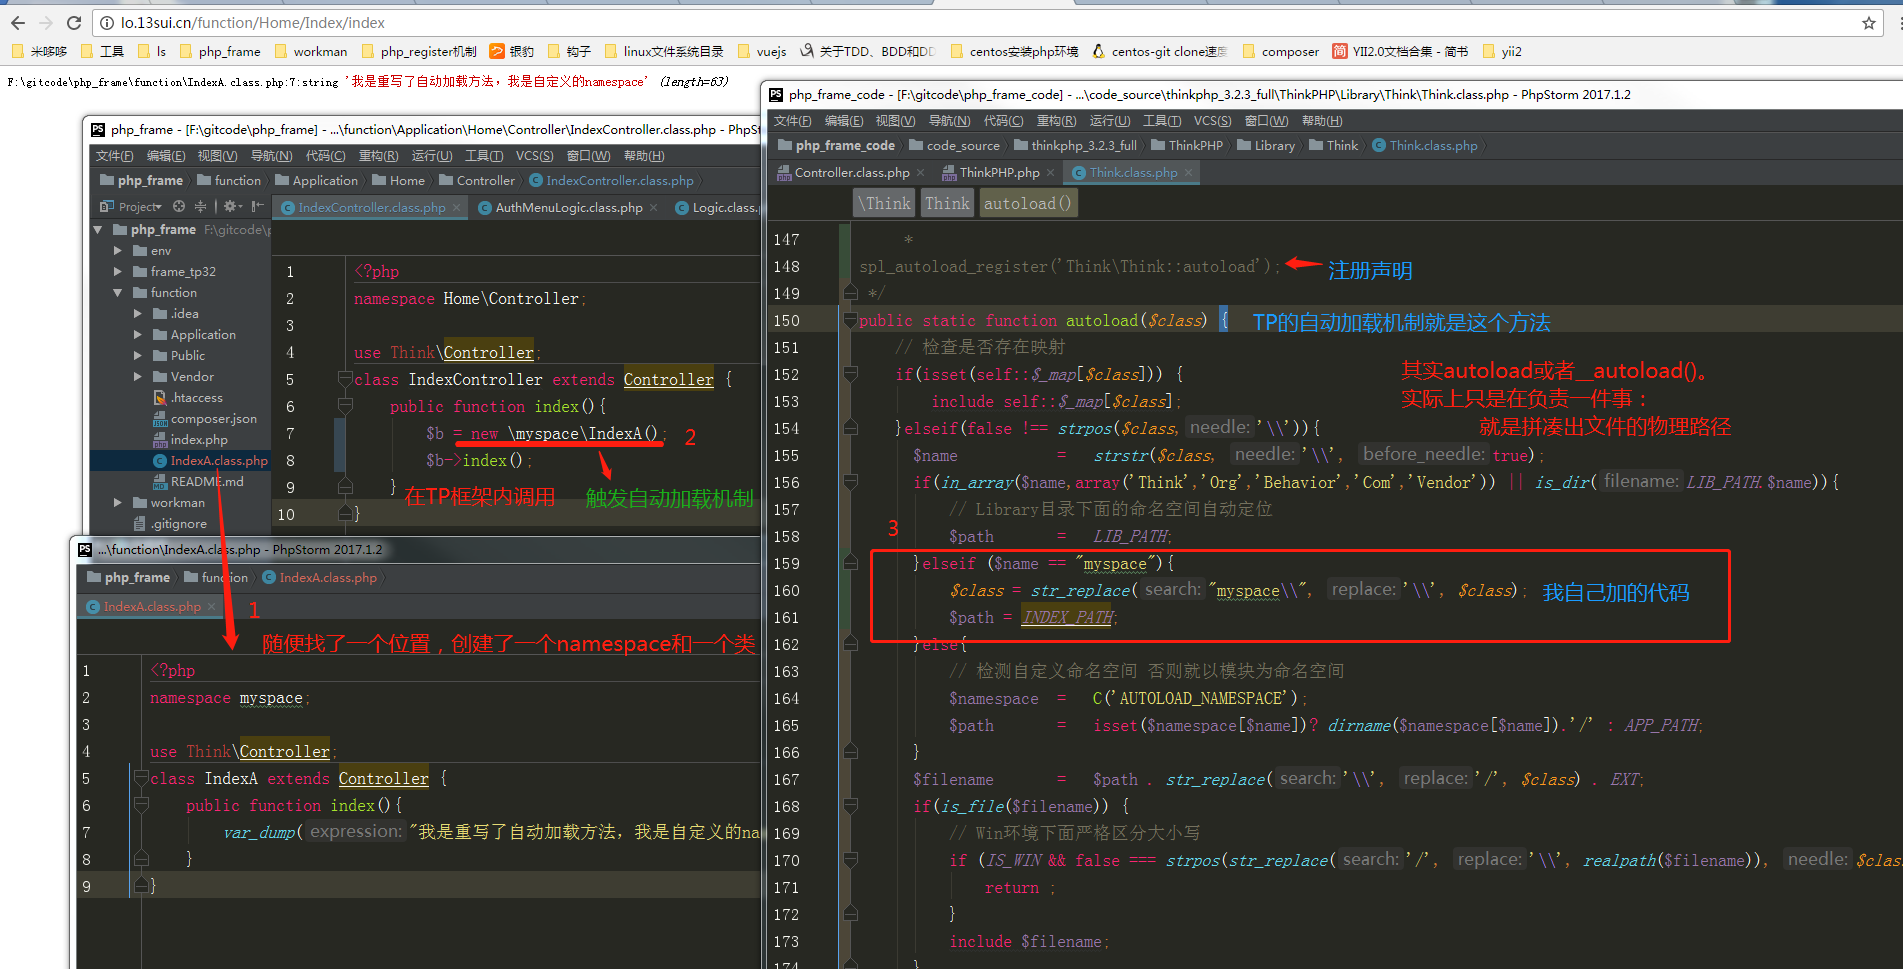 lo.13sui.cn/function/Home/Index/index
米哆哆 工具 ls php_frame workman php_register机制 银豹 钩子 linux文件系统目录 vuejs 关于TDD、BDD和DD centos安装php环境 centos-git clone速度 composer YII2.0文档合集 - 简书 yii2
F:\gitcode\php_frame\function\IndexA.class.php:7:string '我是重写了自动加载方法，我是自定义的namespace' (length=63)
php_frame - [F:\gitcode\php_frame] - ...\function\Application\Home\Controller\IndexController.class.php - PhpSt
文件(F) 编辑(E) 视图(V) 导航(N) 代码(C) 重构(R) 运行(U) 工具(T) VCS(S) 窗口(W) 帮助(H)
php_frame function Application Home Controller IndexController.class.php
Project
IndexController.class.php AuthMenuLogic.class.php Logic.class.
php_frame F:\gitcode\p
env
frame_tp32
function
.idea
Application
Public
Vendor
.htaccess
composer.json
index.php
IndexA.class.php
README.md
workman
.gitignore
1 <?php
2 namespace Home\Controller;
3
4 use Think\Controller;
5 class IndexController extends Controller {
6 public function index(){
7 $b = new \myspace\IndexA(); 2
8 $b->index();
9 }
10 }
在TP框架内调用
触发自动加载机制
...\function\IndexA.class.php - PhpStorm 2017.1.2
php_frame function IndexA.class.php
IndexA.class.php
1
随便找了一个位置，创建了一个namespace和一个类
1 <?php
2 namespace myspace;
3
4 use Think\Controller;
5 class IndexA extends Controller {
6 public function index(){
7 var_dump( expression: "我是重写了自动加载方法，我是自定义的na
8 }
9 }
php_frame_code - [F:\gitcode\php_frame_code] - ...\code_source\thinkphp_3.2.3_full\ThinkPHP\Library\Think\Think.class.php - PhpStorm 2017.1.2
文件(F) 编辑(E) 视图(V) 导航(N) 代码(C) 重构(R) 运行(U) 工具(T) VCS(S) 窗口(W) 帮助(H)
php_frame_code code_source thinkphp_3.2.3_full ThinkPHP Library Think Think.class.php
Controller.class.php ThinkPHP.php Think.class.php
\Think Think autoload()
147 *
148 spl_autoload_register('Think\Think::autoload'); 注册声明
149 */
150 public static function autoload($class) { TP的自动加载机制就是这个方法
151 // 检查是否存在映射
152 if(isset(self::$_map[$class])) {
153 include self::$_map[$class];
154 }elseif(false !== strpos($class, needle: '\\')){
155 $name = strstr($class, needle: '\\', before_needle: true);
156 if(in_array($name,array('Think','Org','Behavior','Com','Vendor')) || is_dir( filename: LIB_PATH.$name)){
157 // Library目录下面的命名空间自动定位
158 $path = LIB_PATH;
159 }elseif ($name == "myspace"){
160 $class = str_replace( search: "myspace\\", replace: '\\', $class); 我自己加的代码
161 $path = INDEX_PATH;
162 }else{
163 // 检测自定义命名空间 否则就以模块为命名空间
164 $namespace = C('AUTOLOAD_NAMESPACE');
165 $path = isset($namespace[$name])? dirname($namespace[$name]).'/' : APP_PATH;
166 }
167 $filename = $path . str_replace( search: '\\', replace: '/', $class) . EXT;
168 if(is_file($filename)) {
169 // Win环境下面严格区分大小写
170 if (IS_WIN && false === strpos(str_replace( search: '/', replace: '\\', realpath($filename)), needle: $clas
171 return ;
172 }
173 include $filename;
174 }
其实autoload或者__autoload()。
实际上只是在负责一件事：
就是拼凑出文件的物理路径
3